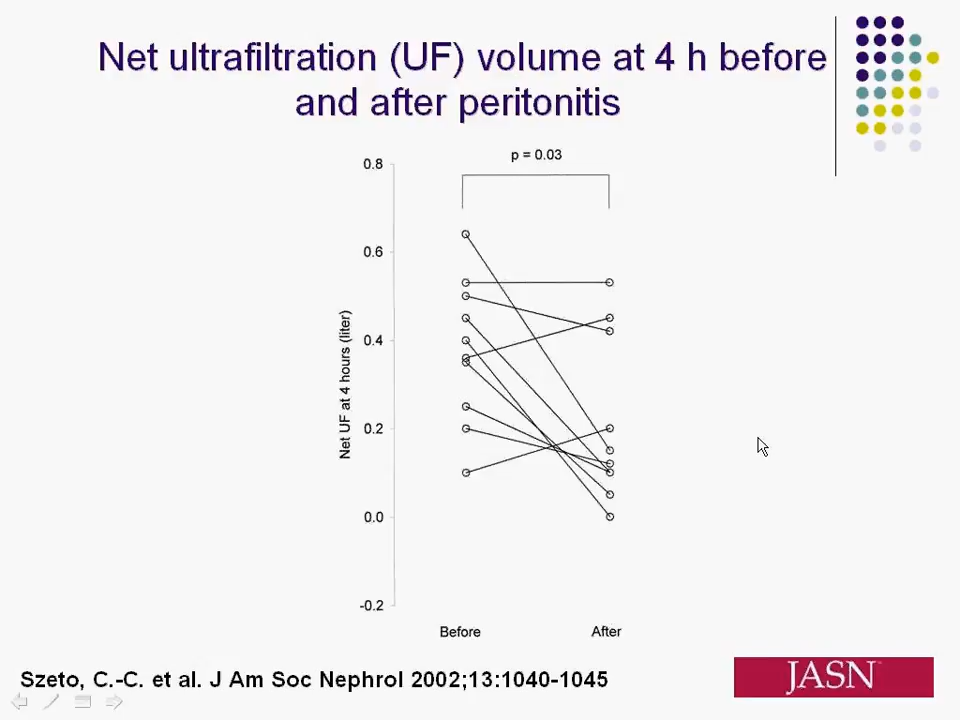 Net ultrafiltration (UF) volume at 4 h before
and after peritonitis
p = 0.03
0.8
0.6
0.4
0.2
0.0
-0.2
Net UF at 4 hours (liter)
Before After
Szeto, C.-C. et al. J Am Soc Nephrol 2002;13:1040-1045
JASN